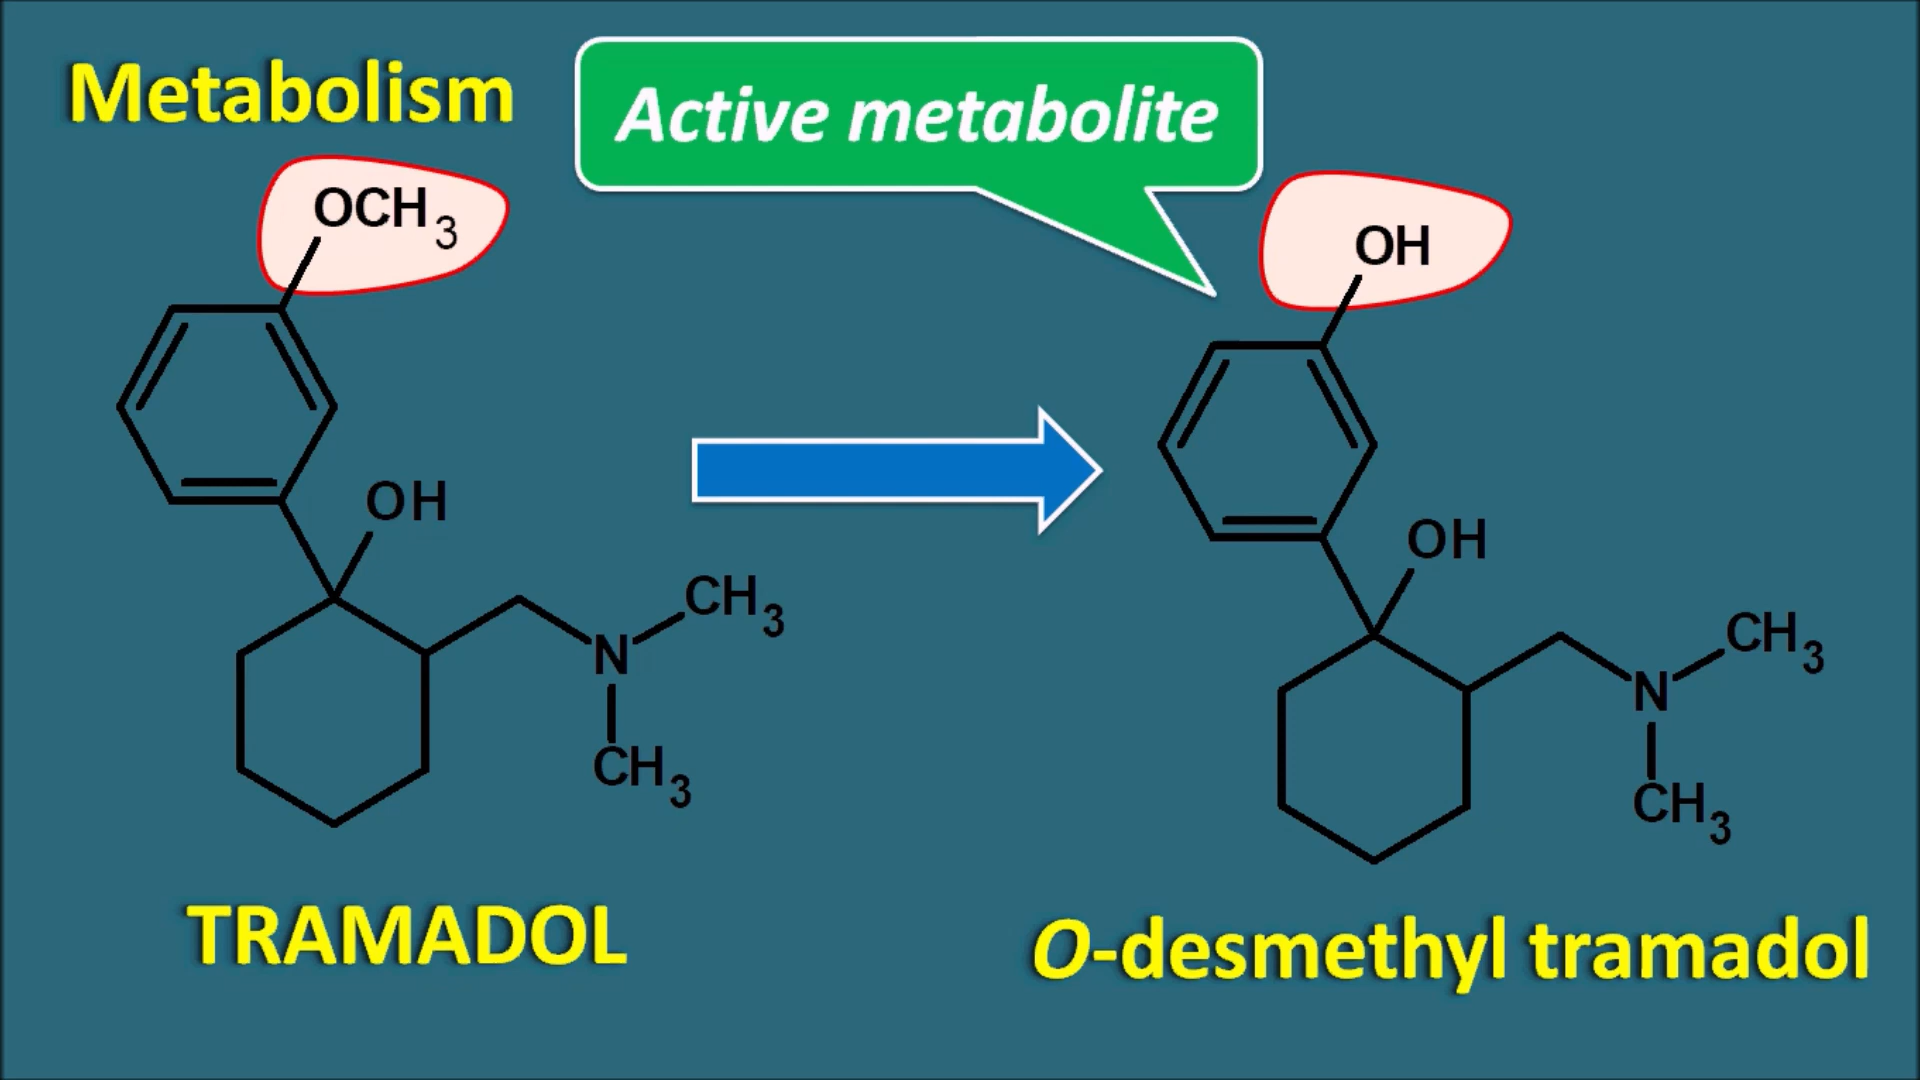 Metabolism
Active metabolite
OCH3
OH
N
CH3
CH3
TRAMADOL
OH
OH
N
CH3
CH3
O-desmethyl tramadol